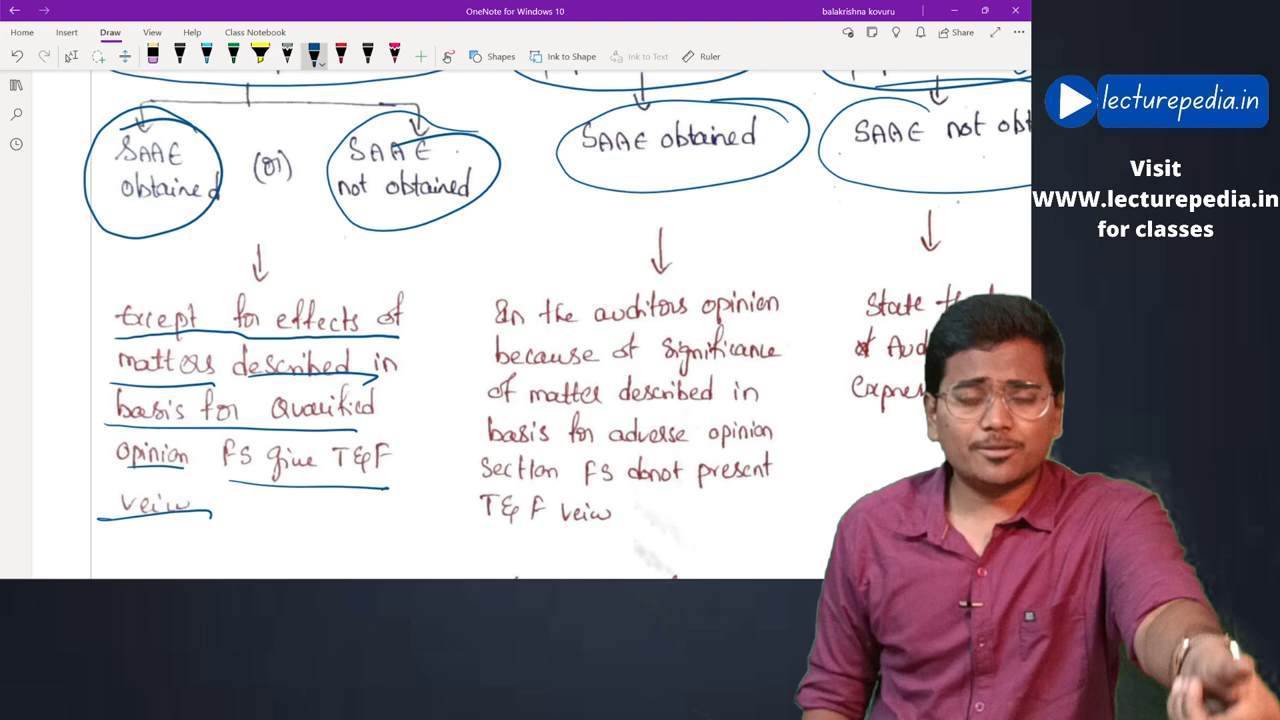 OneNote for Windows 10
balakrishna kovuru
Home Insert Draw View Help Class Notebook
Share
Shapes Ink to Shape Ink to Text Ruler
SAAE obtained
(or)
SAAE not obtained
SAAE obtained
SAAE not obt
Except for effects of
matters described in
basis for Qualified
opinion FS give T&F
veiw
In the auditors opinion
because of significance
of matter described in
basis for adverse opinion
section FS donot present
T& F veiw
State
Aud
Expres
lecturepedia.in
Visit
WWW.lecturepedia.in
for classes